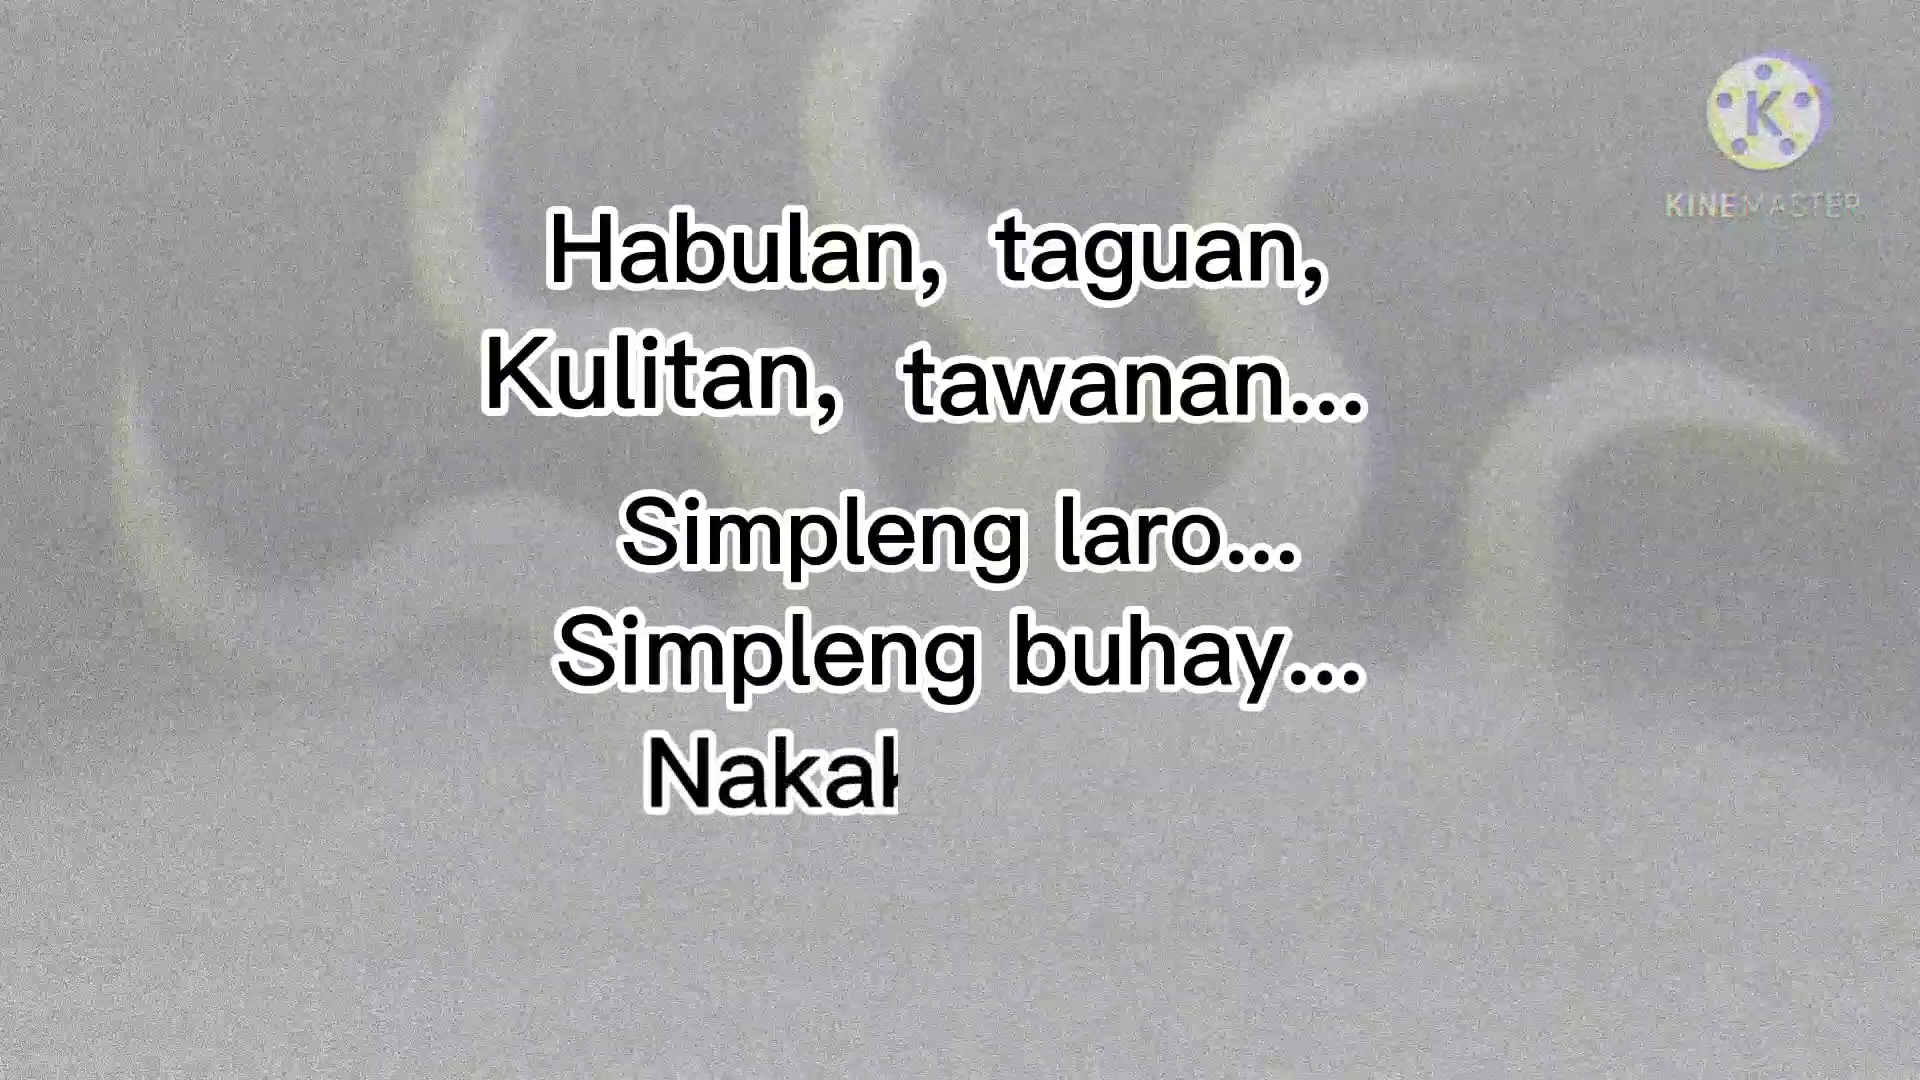 KINEMASTER
Habulan, taguan,
Kulitan, tawanan...
Simpleng laro...
Simpleng buhay...